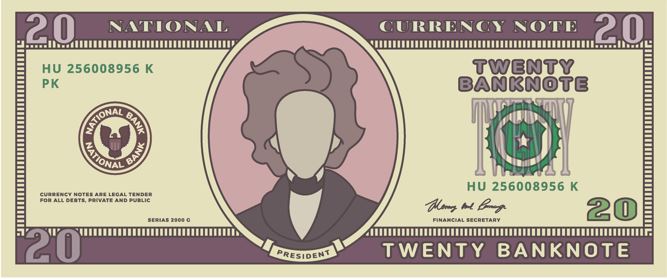 20 NATIONAL CURRENCY NOTE 20
HU 256008956 K
PK
TWENTY
BANKNOTE
NATIONAL BANK
NATIONAL BANK
TWENTY
HU 256008956 K
CURRENCY NOTES ARE LEGAL TENDER
FOR ALL DEBTS, PRIVATE AND PUBLIC
SERIAS 2000 G
FINANCIAL SECRETARY
20
20
PRESIDENT
TWENTY BANKNOTE